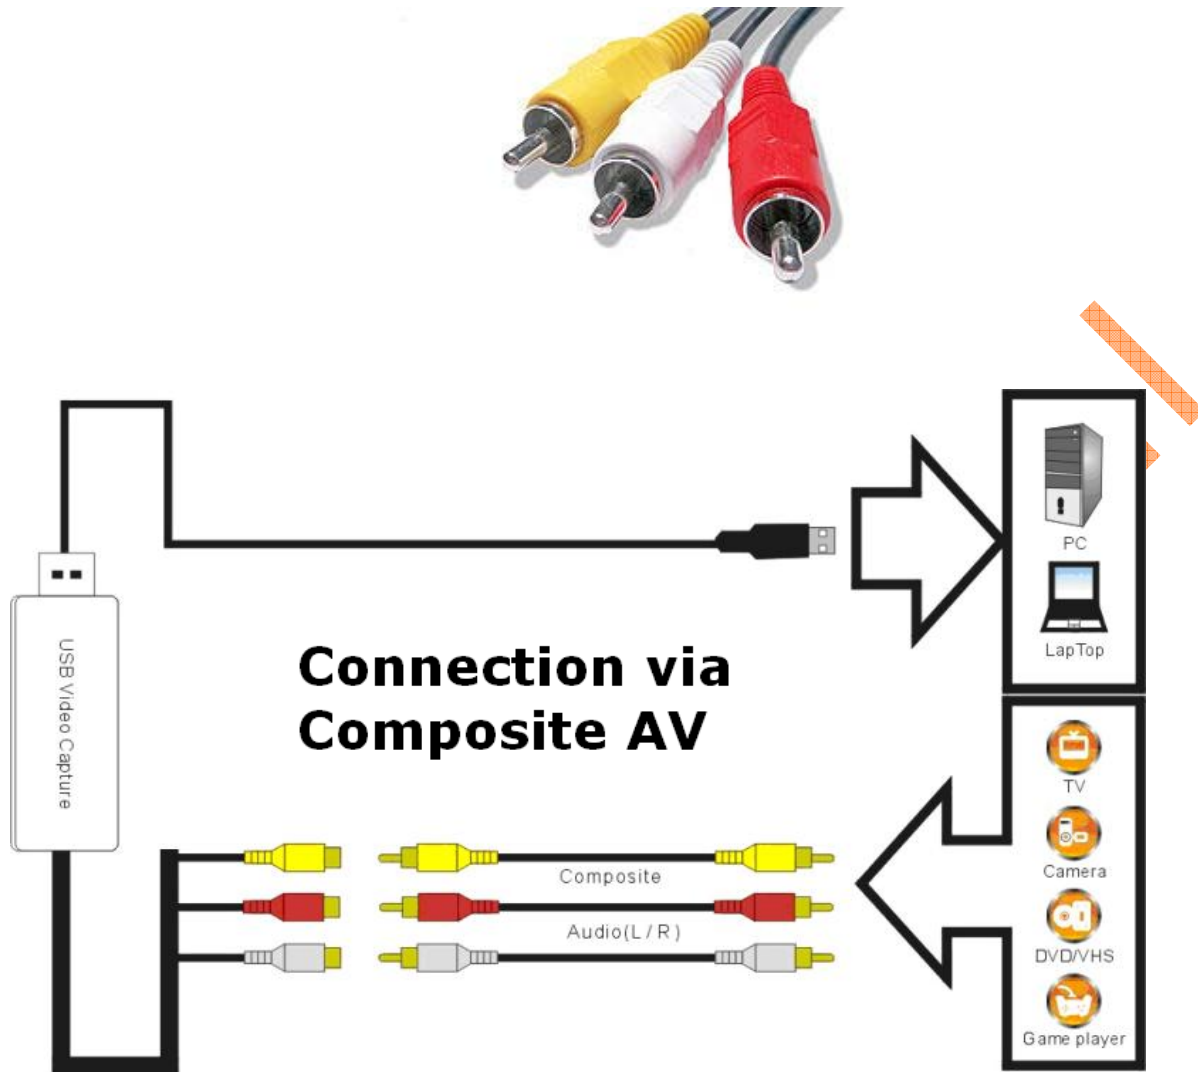 PC
LapTop
USB Video Capture
Connection via
Composite AV
TV
Camera
DVD/VHS
Game player
Composite
Audio(L/R)